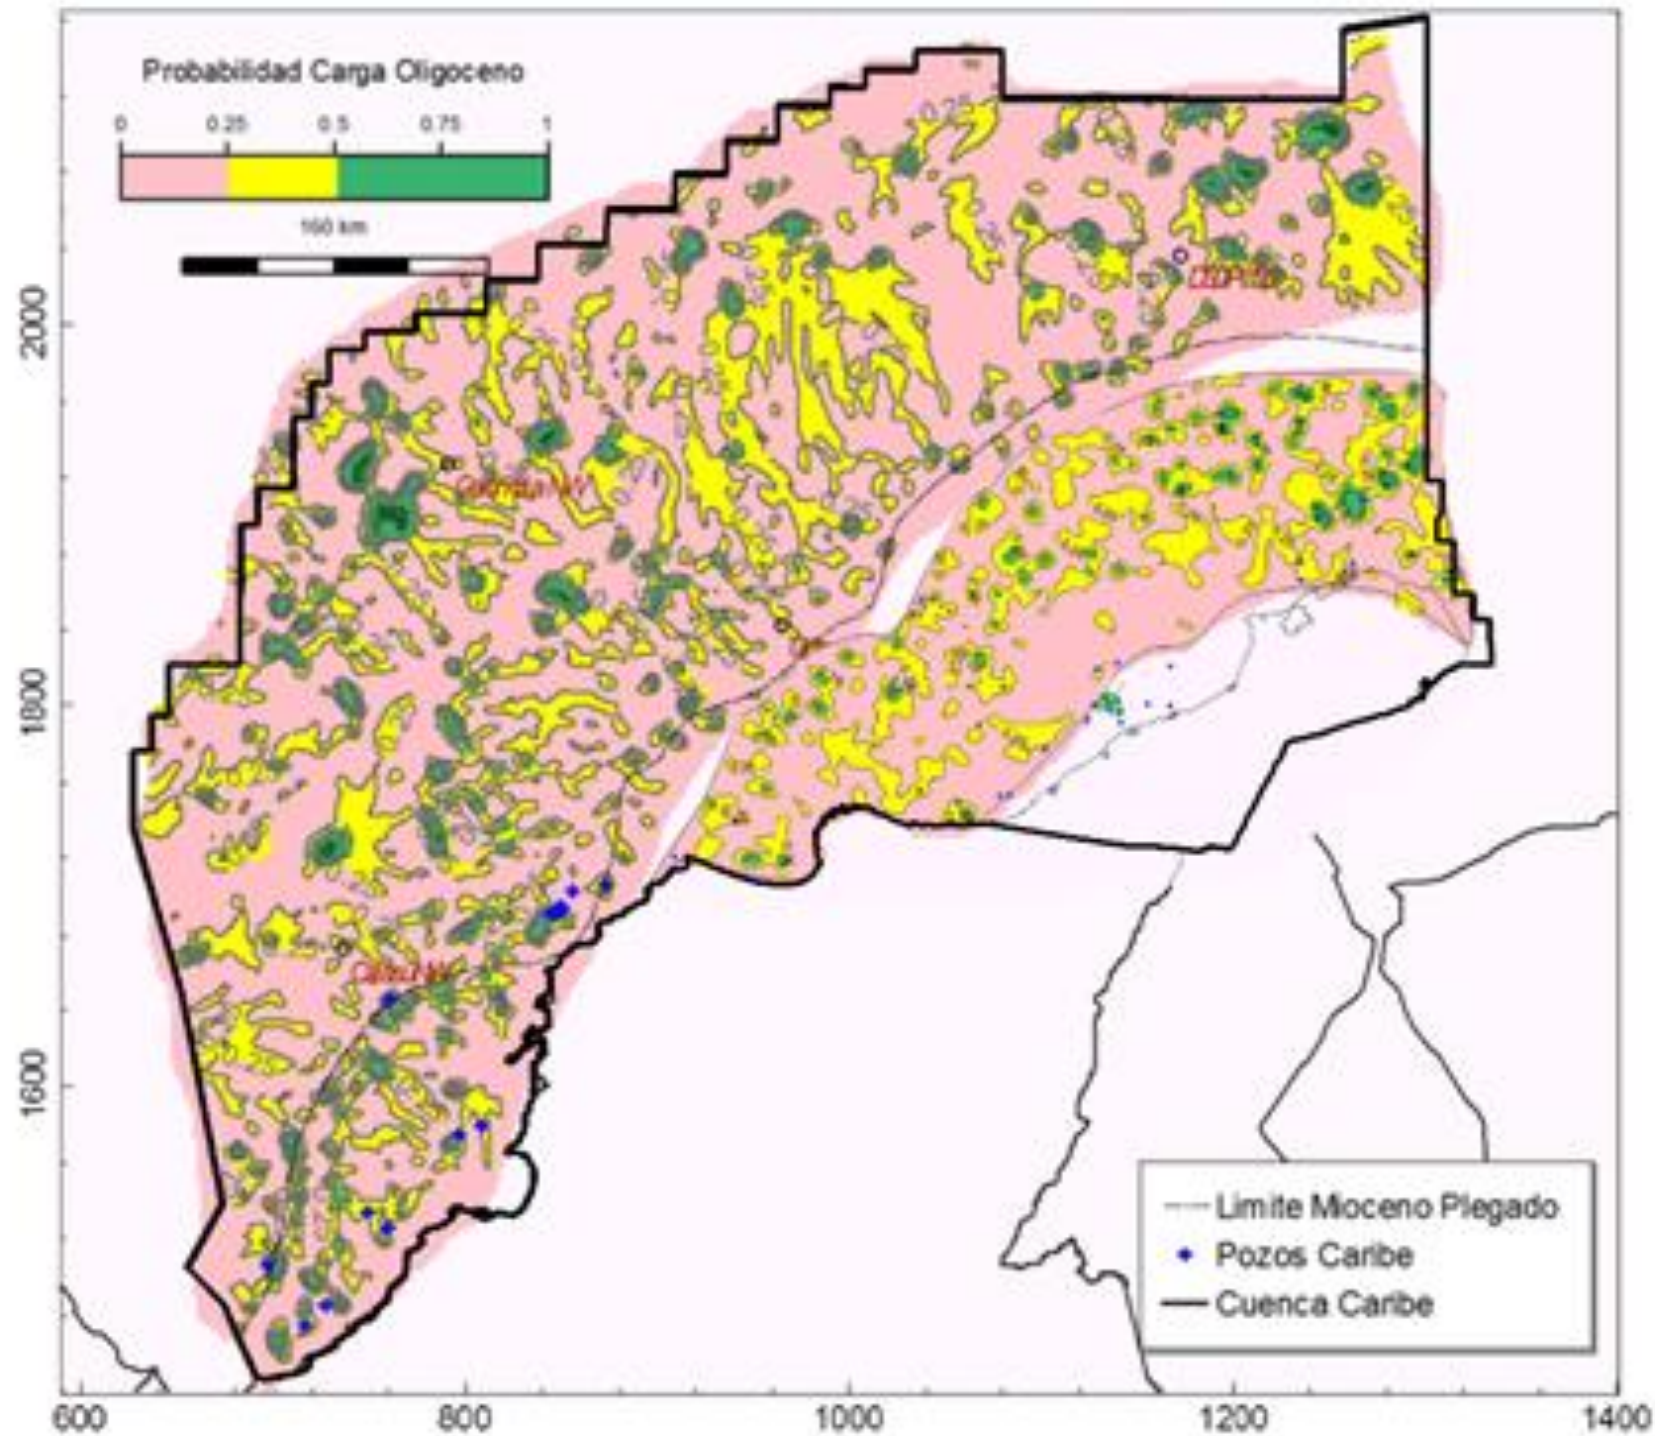 Probabilidad Carga Oligoceno
0 0.25 0.5 0.75 1
160 km
2000
1800
1600
600 800 1000 1200 1400
Limite Mioceno Plegado
Pozos Caribe
Cuenca Caribe